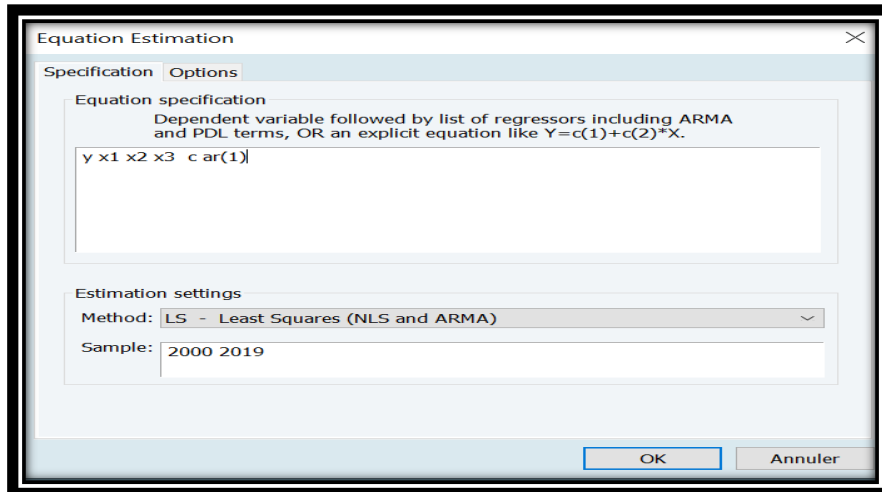 Equation Estimation
Specification Options
Equation specification
Dependent variable followed by list of regressors including ARMA
and PDL terms, OR an explicit equation like Y=c(1)+c(2)*X.
y x1 x2 x3 c ar(1)
Estimation settings
Method: LS - Least Squares (NLS and ARMA)
Sample: 2000 2019
OK Annuler